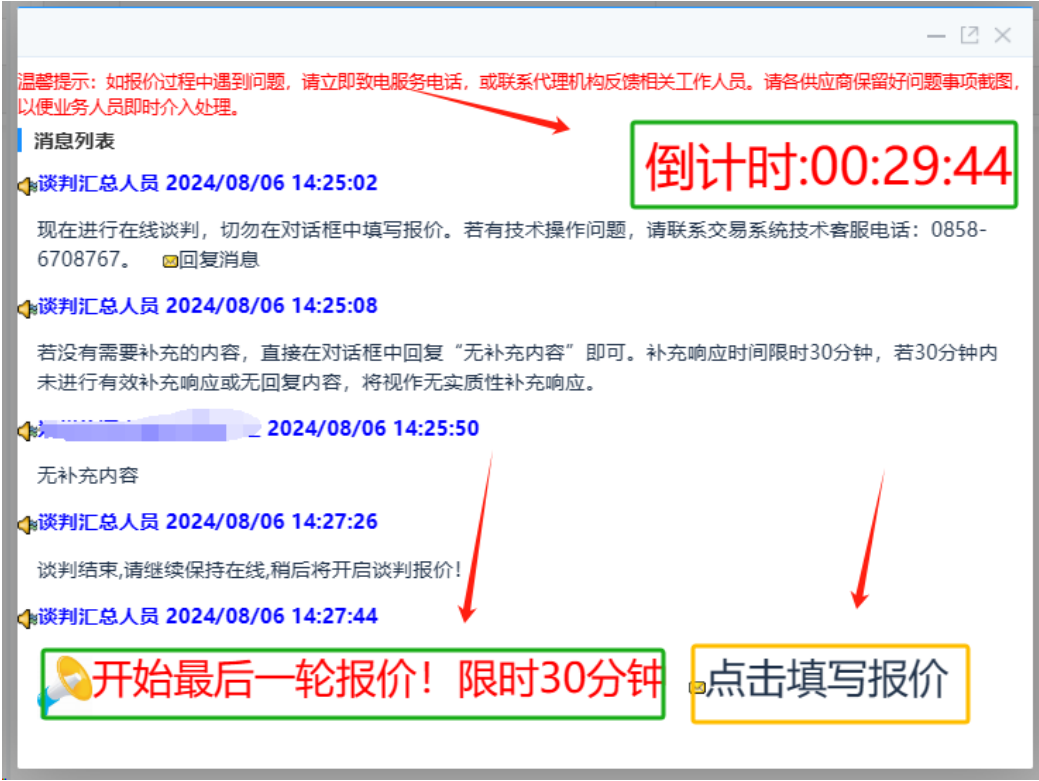 温馨提示：如报价过程中遇到问题，请立即致电服务电话，或联系代理机构反馈相关工作人员。请各供应商保留好问题事项截图，
以便业务人员即时介入处理。
消息列表
倒计时:00:29:44
谈判汇总人员 2024/08/06 14:25:02
现在进行在线谈判，切勿在对话框中填写报价。若有技术操作问题，请联系交易系统技术客服电话：0858-
6708767。 回复消息
谈判汇总人员 2024/08/06 14:25:08
若没有需要补充的内容，直接在对话框中回复“无补充内容”即可。补充响应时间限时30分钟，若30分钟内
未进行有效补充响应或无回复内容，将视作无实质性补充响应。
2024/08/06 14:25:50
无补充内容
谈判汇总人员 2024/08/06 14:27:26
谈判结束,请继续保持在线,稍后将开启谈判报价！
谈判汇总人员 2024/08/06 14:27:44
开始最后一轮报价！限时30分钟 点击填写报价